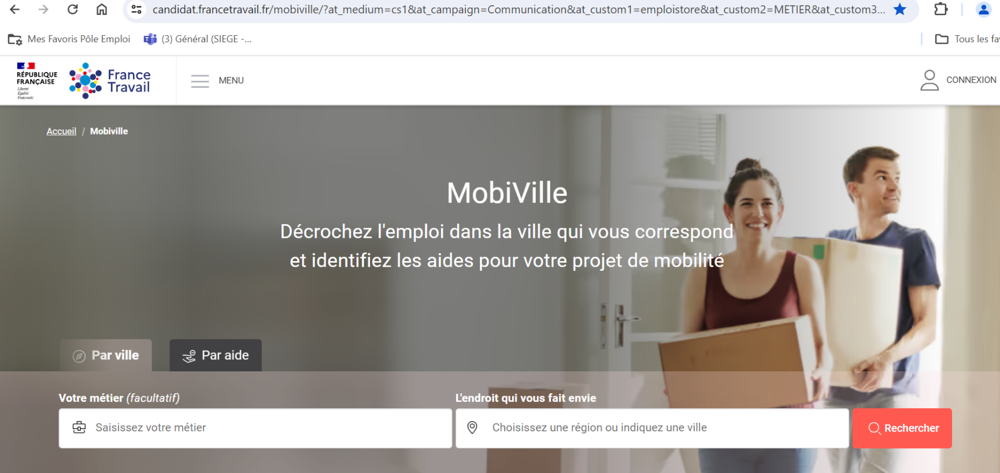 candidat.francetravail.fr/mobiville/?at_medium=cs1&at_campaign=Communication&at_custom1=emploistore&at_custom2=METIER&at_custom3...
Mes Favoris Pôle Emploi
(3) Général (SIEGE -...
Tous les fav
RÉPUBLIQUE
FRANÇAISE
Liberté
Égalité
Fraternité
France
Travail
MENU
CONNEXION
Accueil / Mobiville
MobiVille
Décrochez l'emploi dans la ville qui vous correspond
et identifiez les aides pour votre projet de mobilité
Par ville
Par aide
Votre métier (facultatif)
L'endroit qui vous fait envie
Saisissez votre métier
Choisissez une région ou indiquez une ville
Rechercher